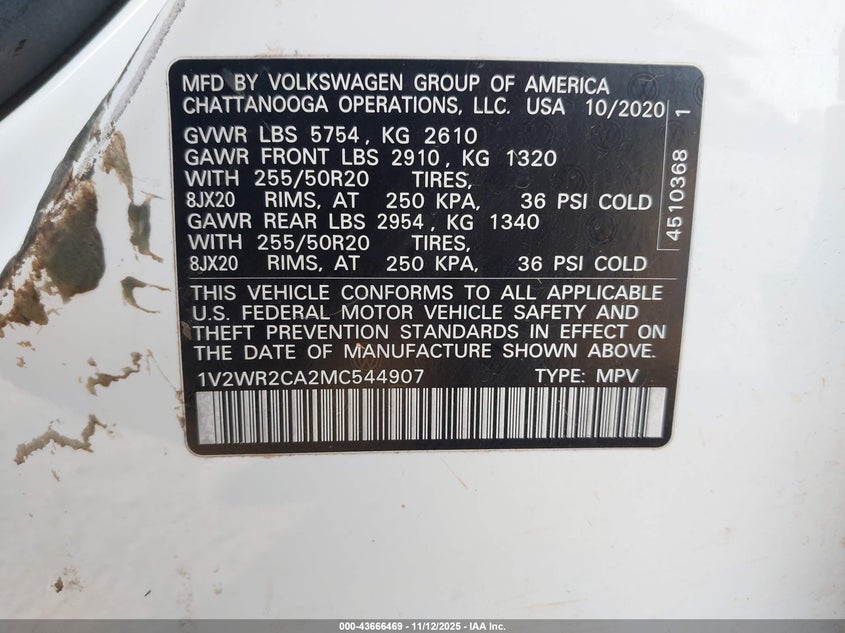 MFD BY VOLKSWAGEN GROUP OF AMERICA
CHATTANOOGA OPERATIONS, LLC. USA 10/2020
GVWR LBS 5754, KG 2610
GAWR FRONT LBS 2910, KG 1320
WITH 255/50R20 TIRES,
8JX20 RIMS, AT 250 KPA, 36 PSI COLD
GAWR REAR LBS 2954, KG 1340
WITH 255/50R20 TIRES,
8JX20 RIMS, AT 250 KPA, 36 PSI COLD
4510368 1
THIS VEHICLE CONFORMS TO ALL APPLICABLE
U.S. FEDERAL MOTOR VEHICLE SAFETY AND
THEFT PREVENTION STANDARDS IN EFFECT ON
THE DATE OF MANUFACTURE SHOWN ABOVE.
1V2WR2CA2MC544907 TYPE: MPV
000-43666469 - 11/12/2025 - IAA Inc.